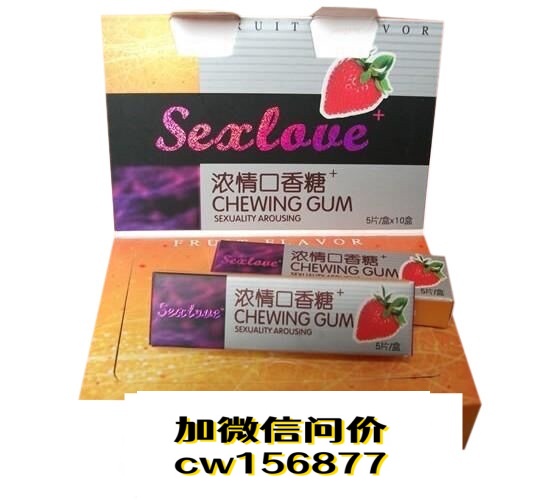 FRUIT FLAVOR
Sexlove+
浓情口香糖+
CHEWING GUM
SEXUALITY AROUSING
5片/盒x10盒
FRUIT FLAVOR
Sexlove+
浓情口香糖+
CHEWING GUM
5片/盒
Sexlove+
浓情口香糖+
CHEWING GUM
SEXUALITY AROUSING
5片/盒
加微信问价
cw156877